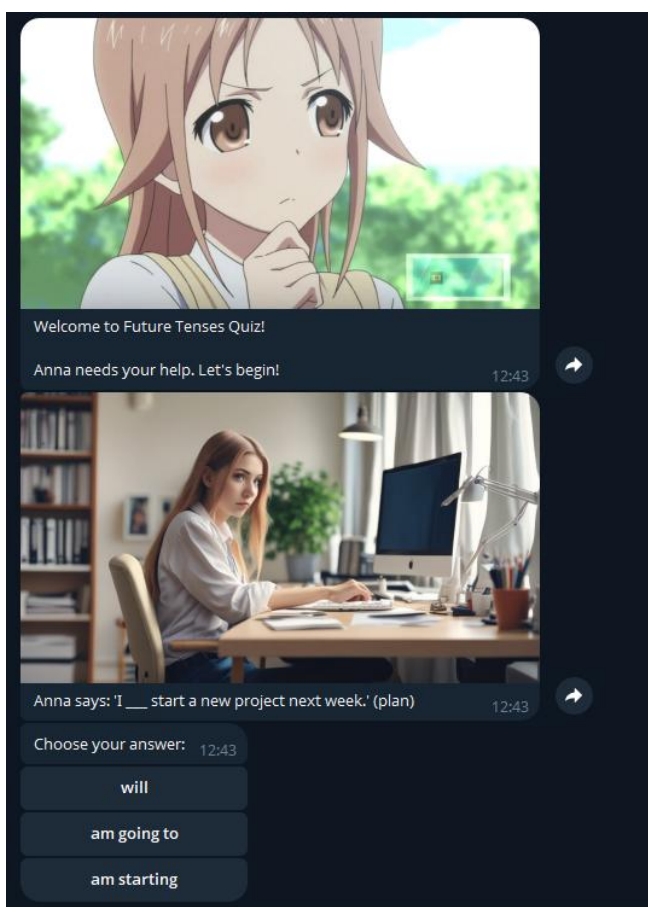 Welcome to Future Tenses Quiz!
Anna needs your help. Let's begin!
12:43
Anna says: 'I ___ start a new project next week.' (plan)
12:43
Choose your answer:
12:43
will
am going to
am starting